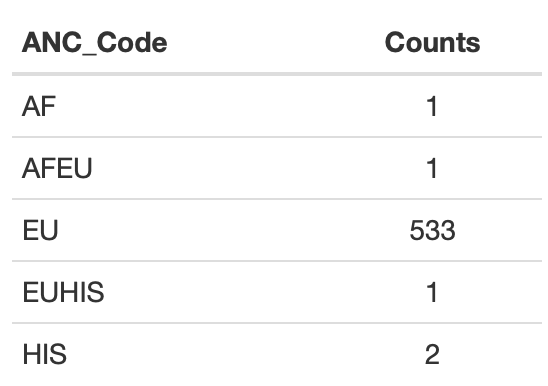 ANC_Code Counts
AF 1
AFEU 1
EU 533
EUHIS 1
HIS 2